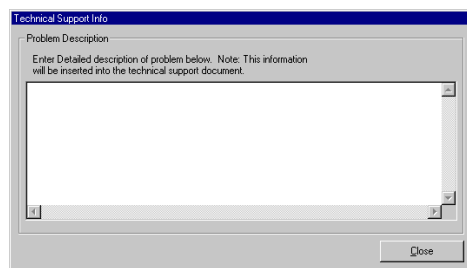 Technical Support Info
Problem Description
Enter Detailed description of problem below. Note: This information
will be inserted into the technical support document.
Close